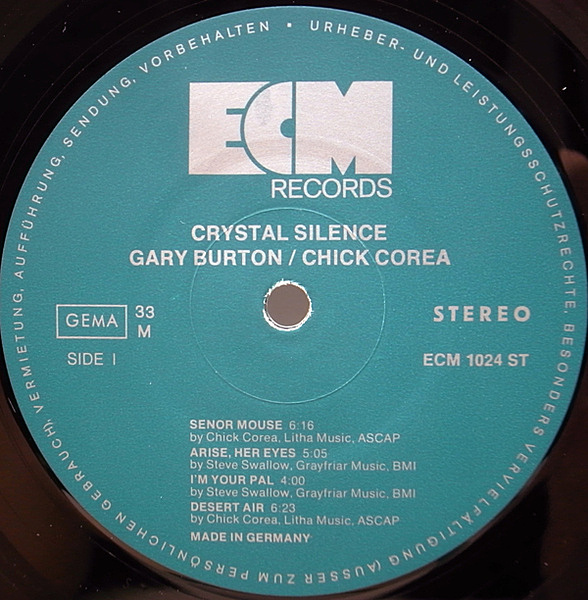 URHEBER- UND LEISTUNGSSCHUTZRECHTE, BESONDERS VERVIELFÄLTIGUNG (AUSSER ZUM PERSÖNLICHEN GEBRAUCH), VERMIETUNG, AUFFÜHRUNG, SENDUNG, VORBEHALTEN •
ECM
RECORDS
CRYSTAL SILENCE
GARY BURTON / CHICK COREA
GEMA 33 STEREO
M
SIDE I ECM 1024 ST
SENOR MOUSE 6:16
by Chick Corea, Litha Music, ASCAP
ARISE, HER EYES 5:05
by Steve Swallow, Grayfriar Music, BMI
I'M YOUR PAL 4:00
by Steve Swallow, Grayfriar Music, BMI
DESERT AIR 6:23
by Chick Corea, Litha Music, ASCAP
MADE IN GERMANY